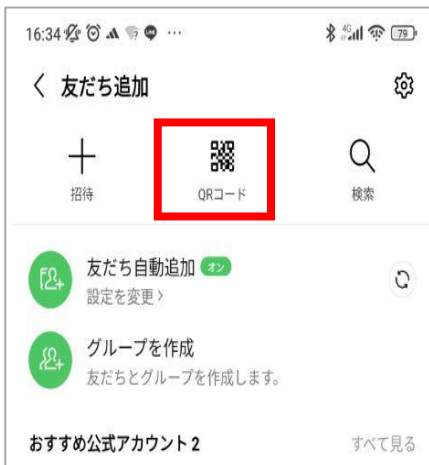 16:34
4G
79
友だち追加
招待
QRコード
検索
友だち自動追加 オン
設定を変更 >
グループを作成
友だちとグループを作成します。
おすすめ公式アカウント 2 すべて見る